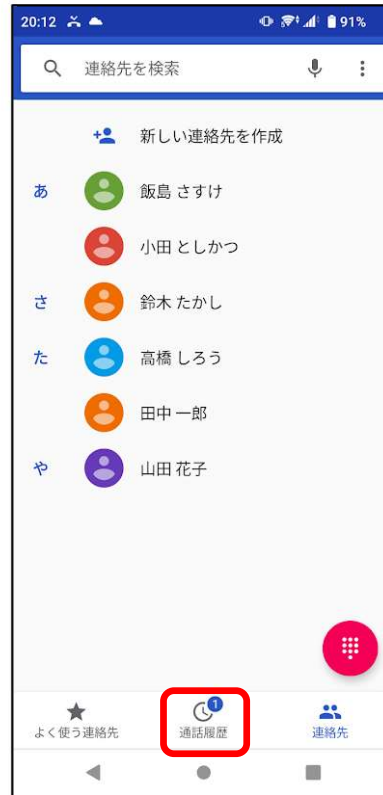 20:12 91%
連絡先を検索
新しい連絡先を作成
あ 飯島 さすけ
小田 としかつ
さ 鈴木 たかし
た 高橋 しろう
田中 一郎
や 山田 花子
1
よく使う連絡先 通話履歴 連絡先